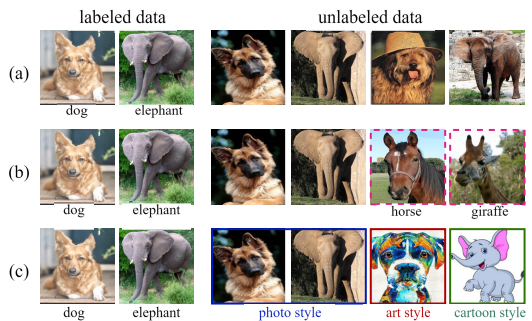 labeled data unlabeled data
(a)
dog elephant
(b)
dog elephant horse giraffe
(c)
dog elephant photo style art style cartoon style